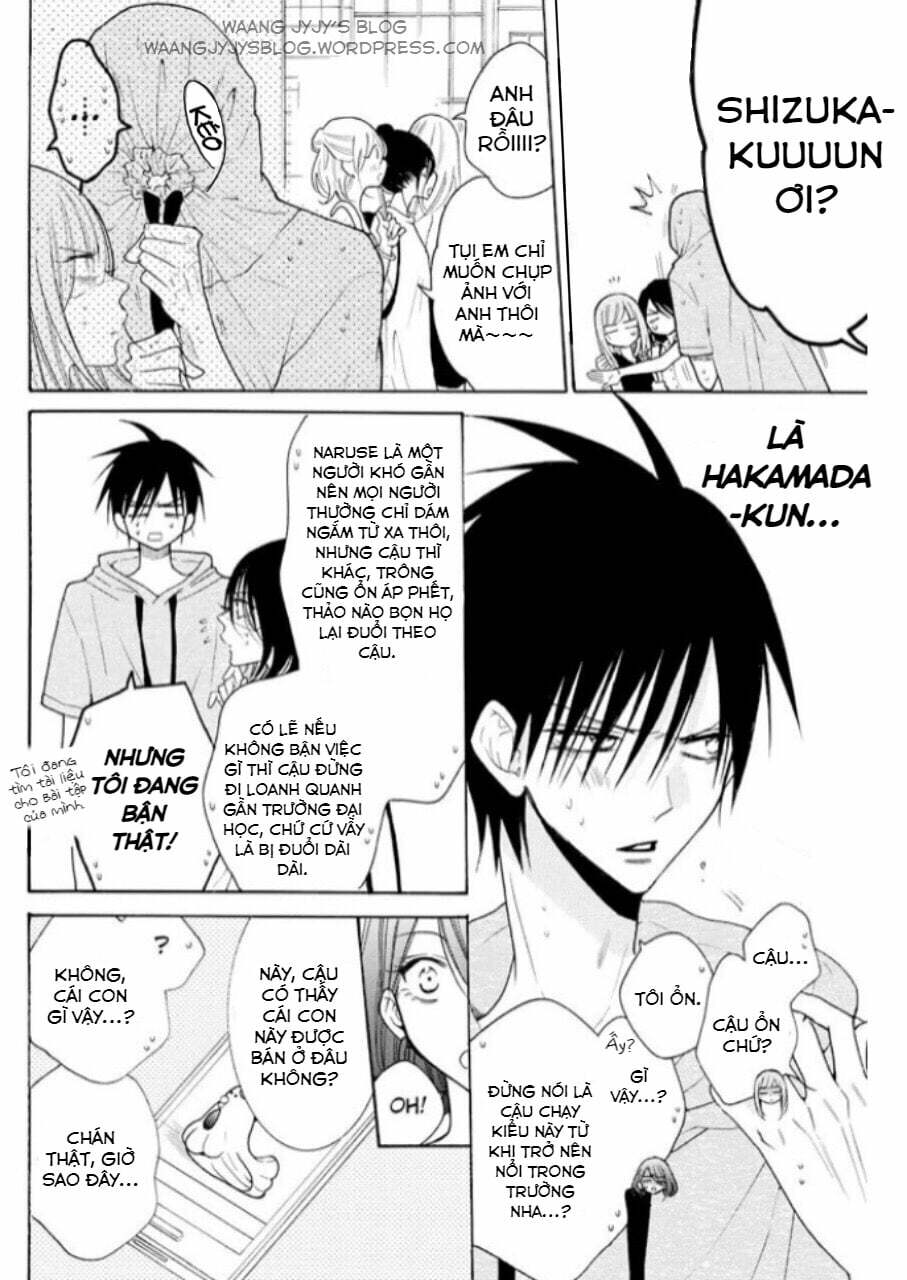 WAANG JYJY'S BLOG
WAANGJYJYSBLOG.WORDPRESS.COM
SHIZUKA-
KUUUUN
ƠI?
ANH
ĐÂU
RỒIIII?
TỤI EM CHỈ
MUỐN CHỤP
ẢNH VỚI
ANH THÔI
MÀ~~~
KÉO
...
LÀ
HAKAMADA
-KUN...
NARUSE LÀ MỘT
NGƯỜI KHÓ GẦN
NÊN MỌI NGƯỜI
THƯỜNG CHỈ DÁM
NGẮM TỪ XA THÔI,
NHƯNG CẬU THÌ
KHÁC, TRÔNG
CŨNG ỔN ÁP PHẾT,
THẢO NÀO BỌN HỌ
LẠI ĐUỔI THEO
CẬU.
CÓ LẼ NẾU
KHÔNG BẬN VIỆC
GÌ THÌ CẬU ĐỪNG
ĐI LOANH QUANH
GẦN TRƯỜNG ĐẠI
HỌC, CHỨ CỨ VẦY
LÀ BỊ ĐUỔI DÀI
DÀI.
NHƯNG
TÔI ĐANG
BẬN
THẬT!
Tôi đang
tìm tài liệu
cho bài tập
của mình
CẬU...
CẬU ỔN
CHỨ?
TÔI ỔN.
Ấy?
GÌ
VẬY...?
ĐỪNG NÓI LÀ
CẬU CHẠY
KIỂU NÀY TỪ
KHI TRỞ NÊN
NỔI TRONG
TRƯỜNG
NHA...?
OH!
NÀY, CẬU
CÓ THẤY
CÁI CON
NÀY ĐƯỢC
BÁN Ở ĐÂU
KHÔNG?
?
KHÔNG,
CÁI CON
GÌ VẬY...?
CHÁN
THẬT, GIỜ
SAO ĐÂY...